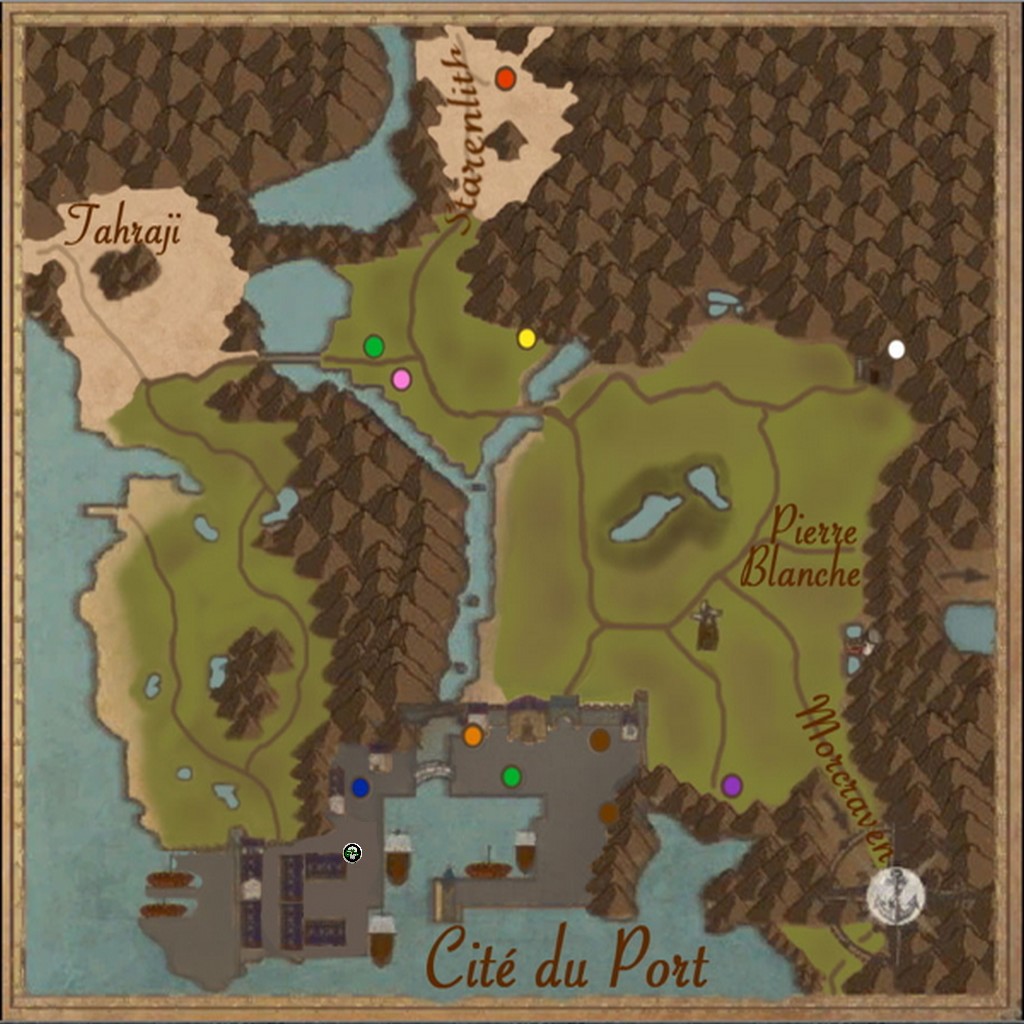 Starenlith
Tahraji
Pierre
Blanche
Morcraven
Cité du Port